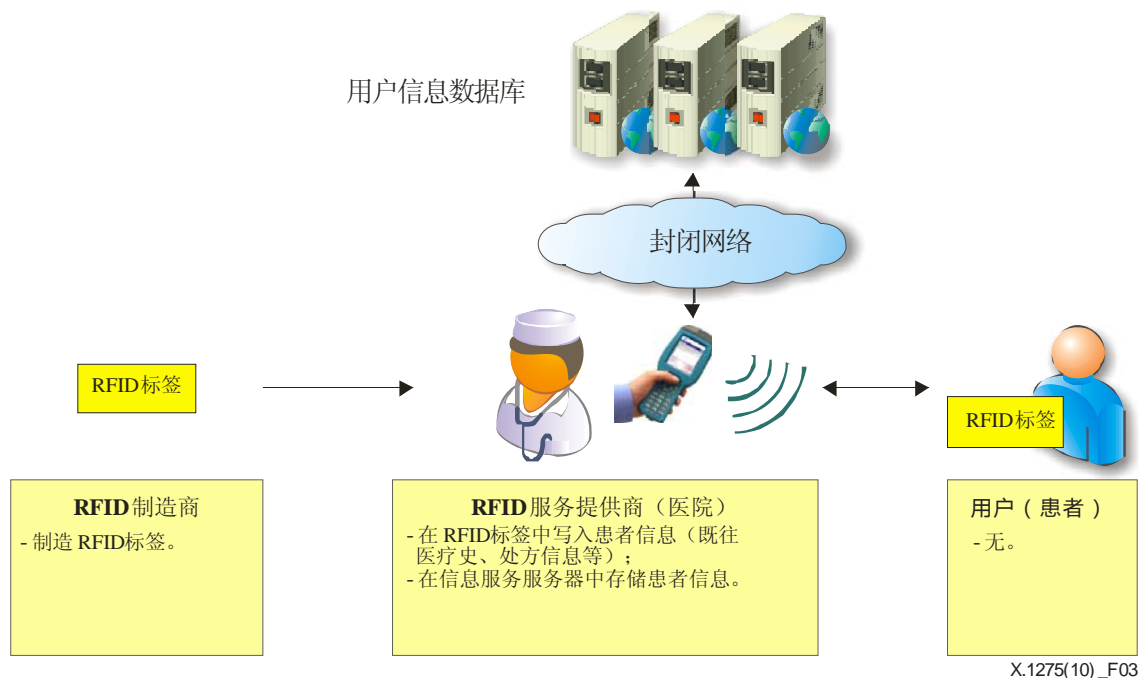 用户信息数据库
封闭网络
RFID标签
RFID标签
RFID制造商
- 制造 RFID标签。
RFID服务提供商（医院）
- 在 RFID标签中写入患者信息（既往
医疗史、处方信息等）；
- 在信息服务服务器中存储患者信息。
用户（患者）
- 无。
X.1275(10)_F03